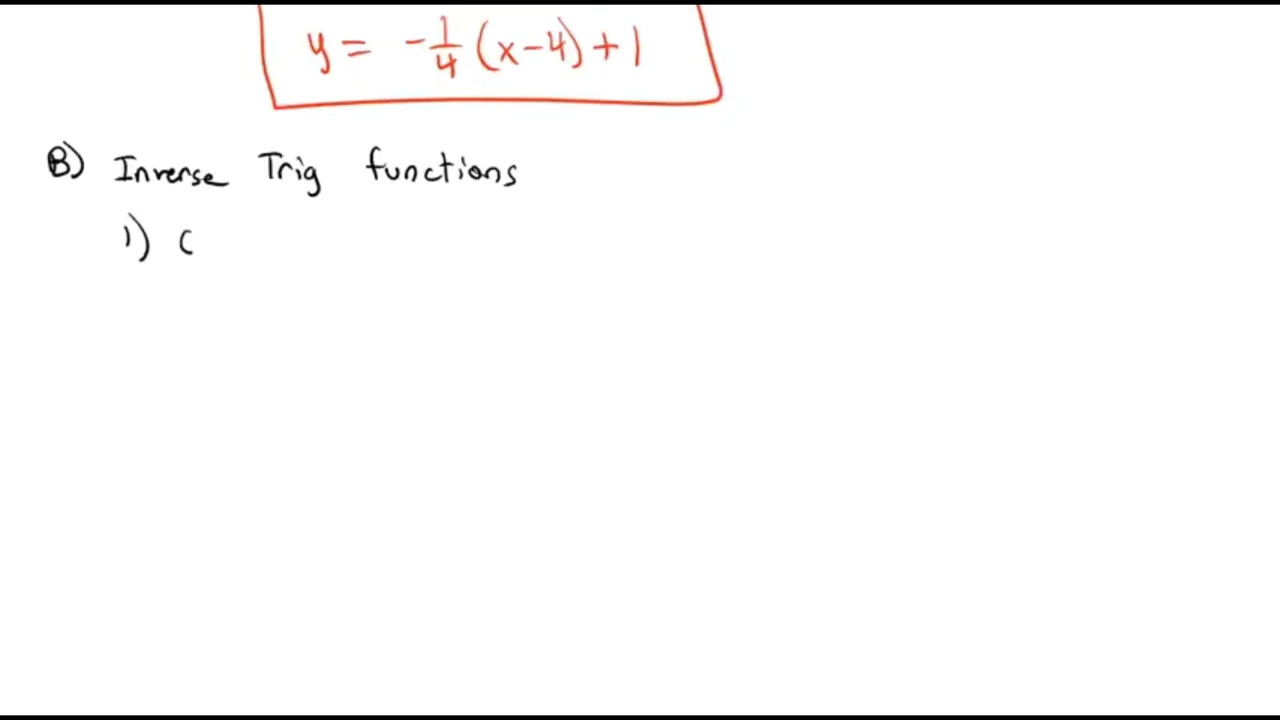 y = -1/4 (x-4) + 1
B) Inverse Trig functions
1) (